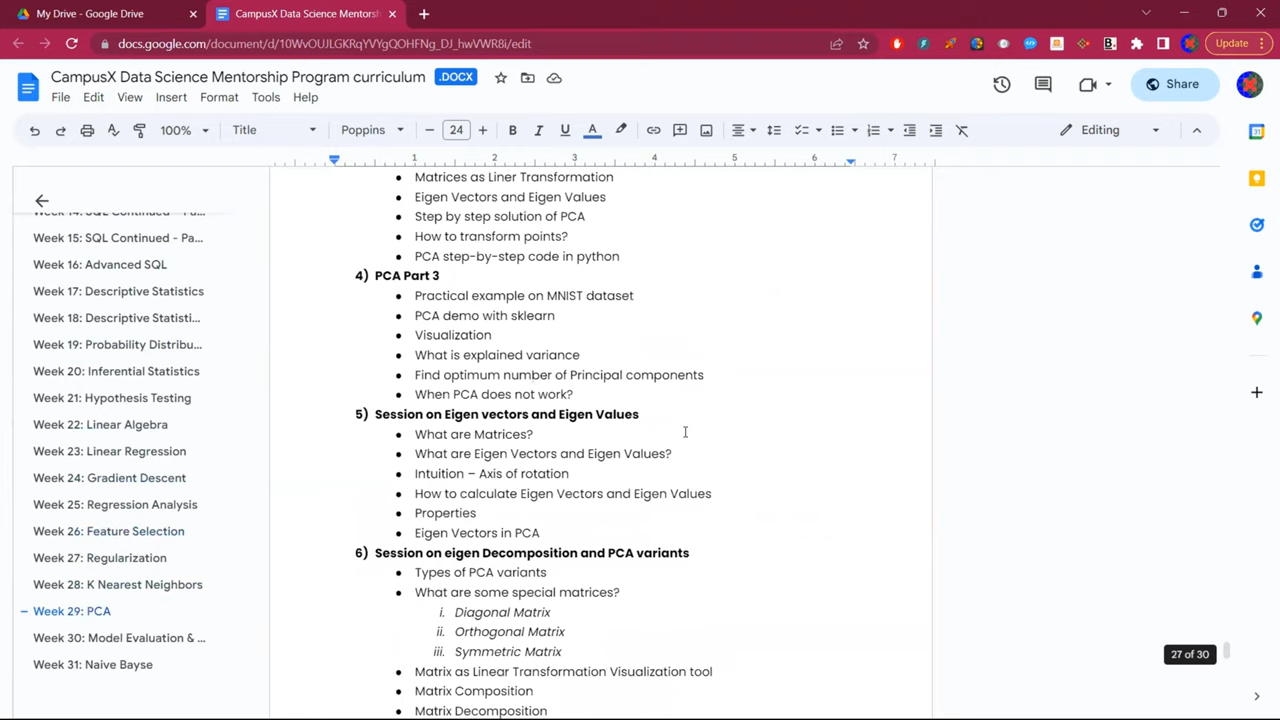 My Drive - Google Drive
CampusX Data Science Mentorsh
docs.google.com/document/d/10WvOUJLGKRqYVYgQOHFNg_DJ_hwVWR8i/edit
Update
CampusX Data Science Mentorship Program curriculum
.DOCX
File Edit View Insert Format Tools Help
Share
100% Title Poppins 24 Editing
1 2 3 4 5 6 7
Week 15: SQL Continued - Pa...
Week 16: Advanced SQL
Week 17: Descriptive Statistics
Week 18: Descriptive Statisti...
Week 19: Probability Distribu...
Week 20: Inferential Statistics
Week 21: Hypothesis Testing
Week 22: Linear Algebra
Week 23: Linear Regression
Week 24: Gradient Descent
Week 25: Regression Analysis
Week 26: Feature Selection
Week 27: Regularization
Week 28: K Nearest Neighbors
Week 29: PCA
Week 30: Model Evaluation & ...
Week 31: Naive Bayse
• Matrices as Liner Transformation
• Eigen Vectors and Eigen Values
• Step by step solution of PCA
• How to transform points?
• PCA step-by-step code in python
4) PCA Part 3
• Practical example on MNIST dataset
• PCA demo with sklearn
• Visualization
• What is explained variance
• Find optimum number of Principal components
• When PCA does not work?
5) Session on Eigen vectors and Eigen Values
• What are Matrices?
• What are Eigen Vectors and Eigen Values?
• Intuition – Axis of rotation
• How to calculate Eigen Vectors and Eigen Values
• Properties
• Eigen Vectors in PCA
6) Session on eigen Decomposition and PCA variants
• Types of PCA variants
• What are some special matrices?
i. Diagonal Matrix
ii. Orthogonal Matrix
iii. Symmetric Matrix
• Matrix as Linear Transformation Visualization tool
• Matrix Composition
• Matrix Decomposition
27 of 30